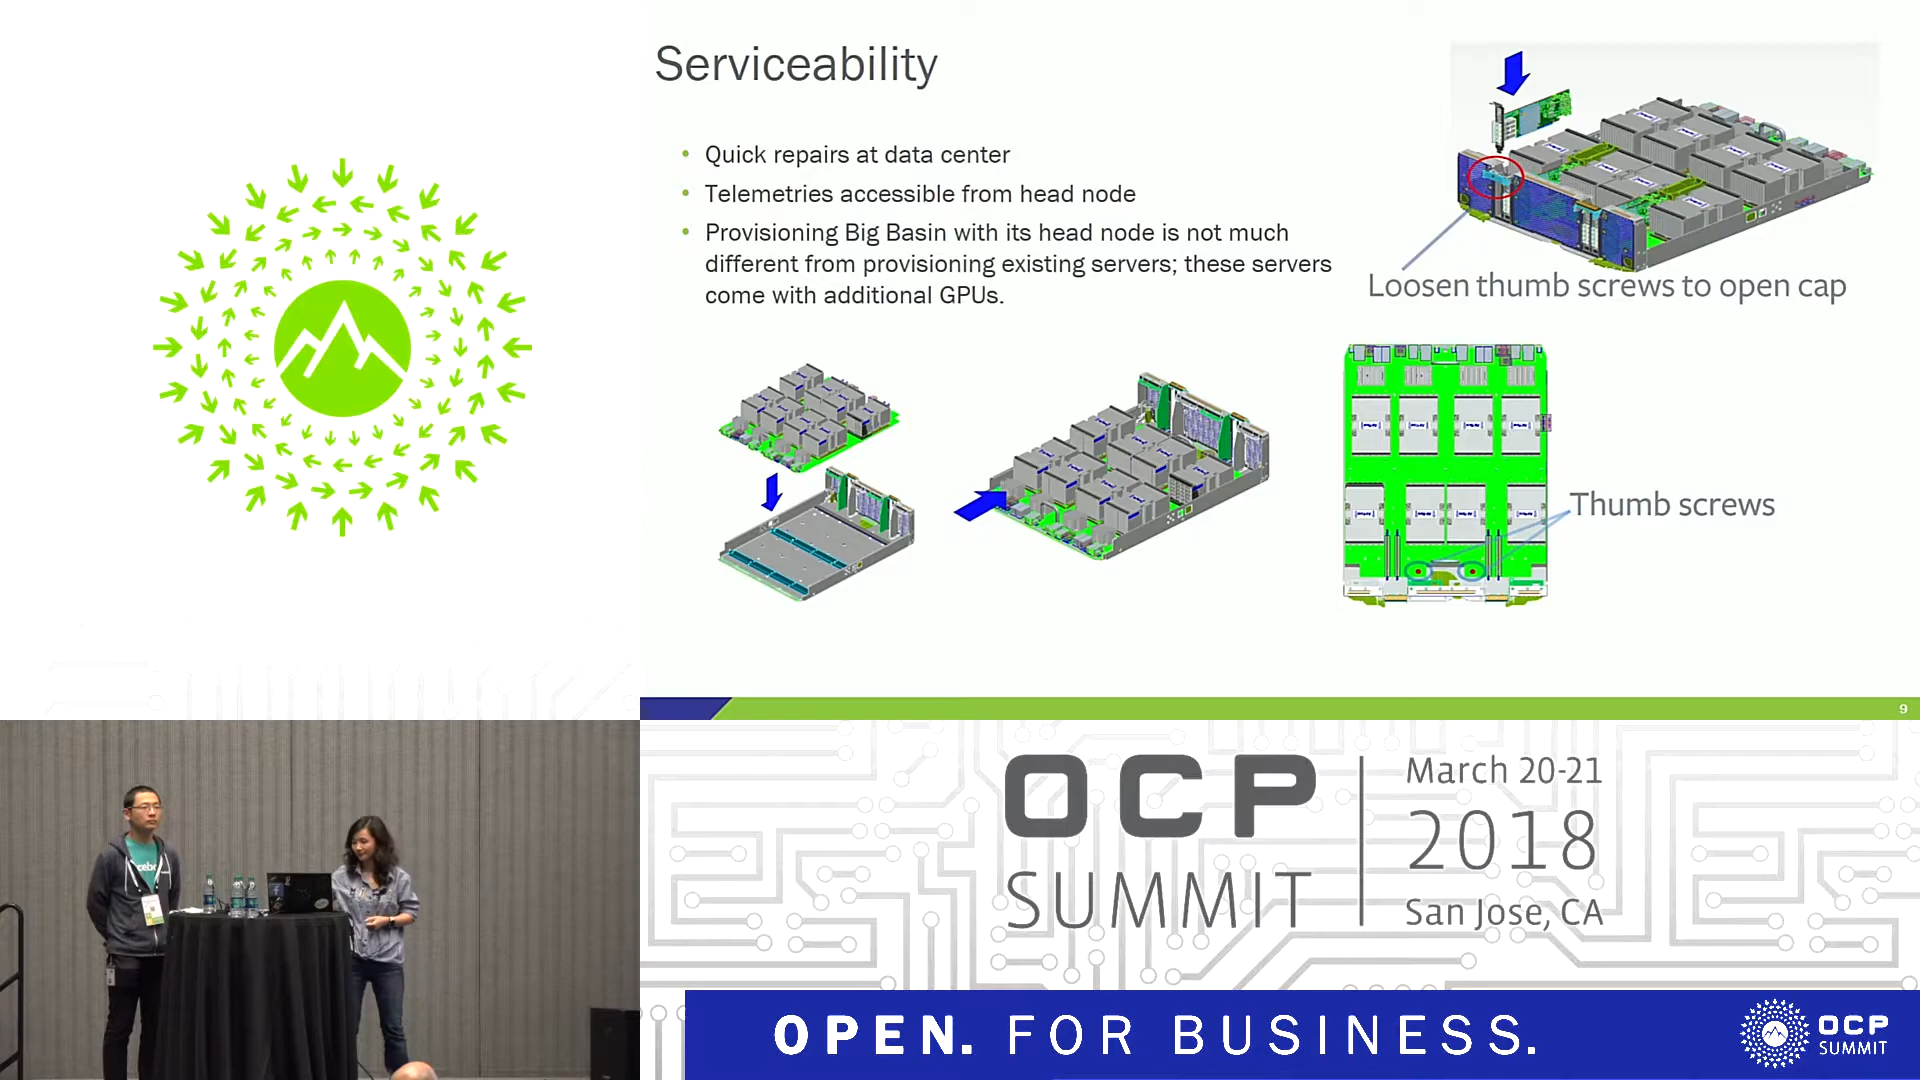 Serviceability
• Quick repairs at data center
• Telemetries accessible from head node
• Provisioning Big Basin with its head node is not much
different from provisioning existing servers; these servers
come with additional GPUs.
Loosen thumb screws to open cap
Thumb screws
9
OCP
SUMMIT
March 20-21
2018
San Jose, CA
OPEN. FOR BUSINESS.
OCP
SUMMIT